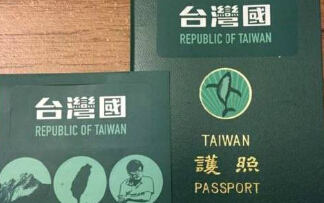 台灣國
REPUBLIC OF TAIWAN
台灣國
REPUBLIC OF TAIWAN
TAIWAN
護照
PASSPORT